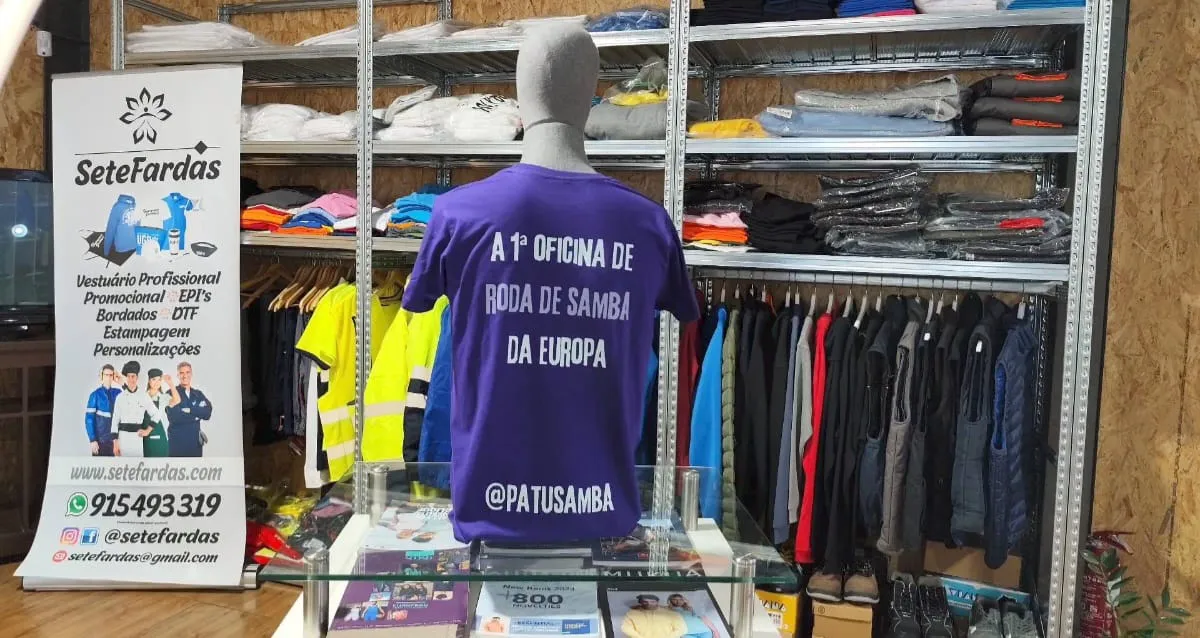 SeteFardas
Vestuário Profissional
Promocional EPI's
Bordados DTF
Estampagem
Personalizações
www.setefardas.com
915493319
@setefardas
setefardas@gmail.com
A 1ª OFICINA DE
RODA DE SAMBA
DA EUROPA
@PATUSAMBA
+800
NOVELTIES